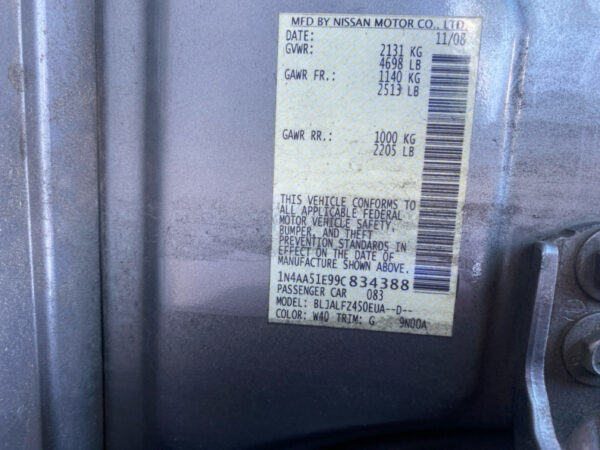 MFD BY NISSAN MOTOR CO., LTD.
DATE: 11/08
GVWR: 2131 KG
4698 LB
GAWR FR.: 1140 KG
2513 LB
GAWR RR.: 1000 KG
2205 LB
THIS VEHICLE CONFORMS TO
ALL APPLICABLE FEDERAL
MOTOR VEHICLE SAFETY,
BUMPER, AND THEFT
PREVENTION STANDARDS IN
EFFECT ON THE DATE OF
MANUFACTURE SHOWN ABOVE.
1N4AA51E99C834388
PASSENGER CAR 083
MODEL: BLJALFZ450EUA--D--
COLOR: W40 TRIM: G 9N00A